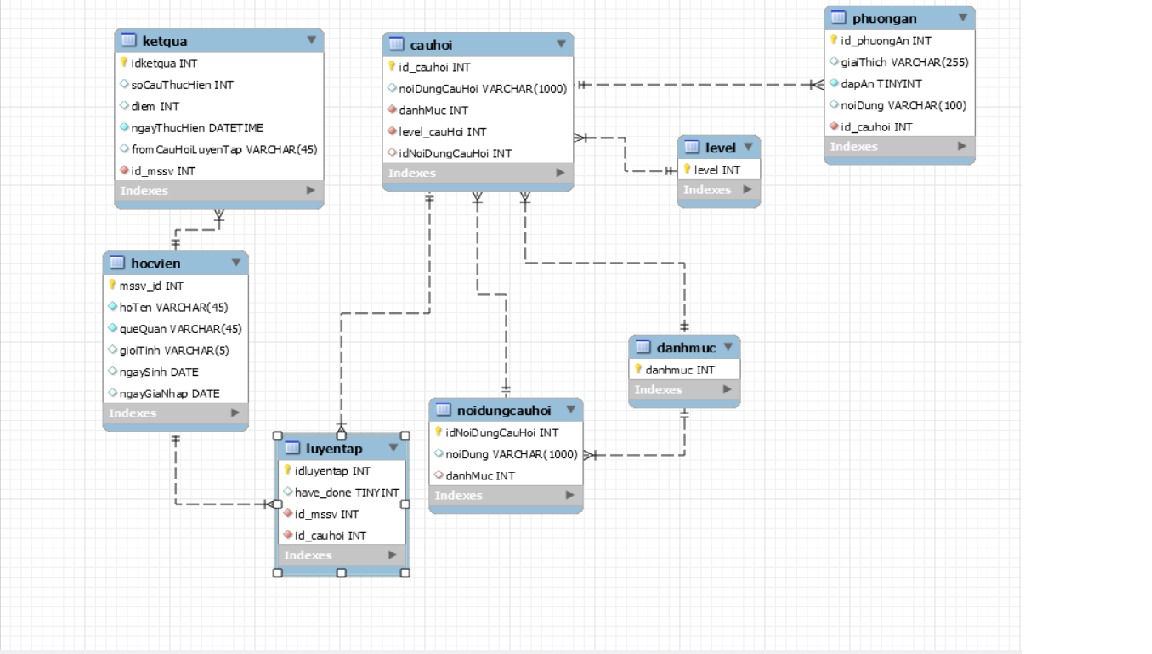 ketqua
idketqua INT
soCauThucHien INT
diem INT
ngayThucHien DATETIME
fromCauHoiLuyenTap VARCHAR(45)
id_mssv INT
Indexes
cauhoi
id_cauhoi INT
noiDungCauHoi VARCHAR(1000)
danhMuc INT
level_cauHoi INT
idNoiDungCauHoi INT
Indexes
phuongan
id_phuongAn INT
giaiThich VARCHAR(255)
dapAn TINYINT
noiDung VARCHAR(100)
id_cauhoi INT
Indexes
level
level INT
Indexes
hocvien
mssv_id INT
hoTen VARCHAR(45)
queQuan VARCHAR(45)
gioiTinh VARCHAR(5)
ngaySinh DATE
ngayGiaNhap DATE
Indexes
danhmuc
danhmuc INT
Indexes
luyentap
idluyentap INT
have_done TINYINT
id_mssv INT
id_cauhoi INT
Indexes
noidungcauhoi
idNoiDungCauHoi INT
noiDung VARCHAR(1000)
danhMuc INT
Indexes